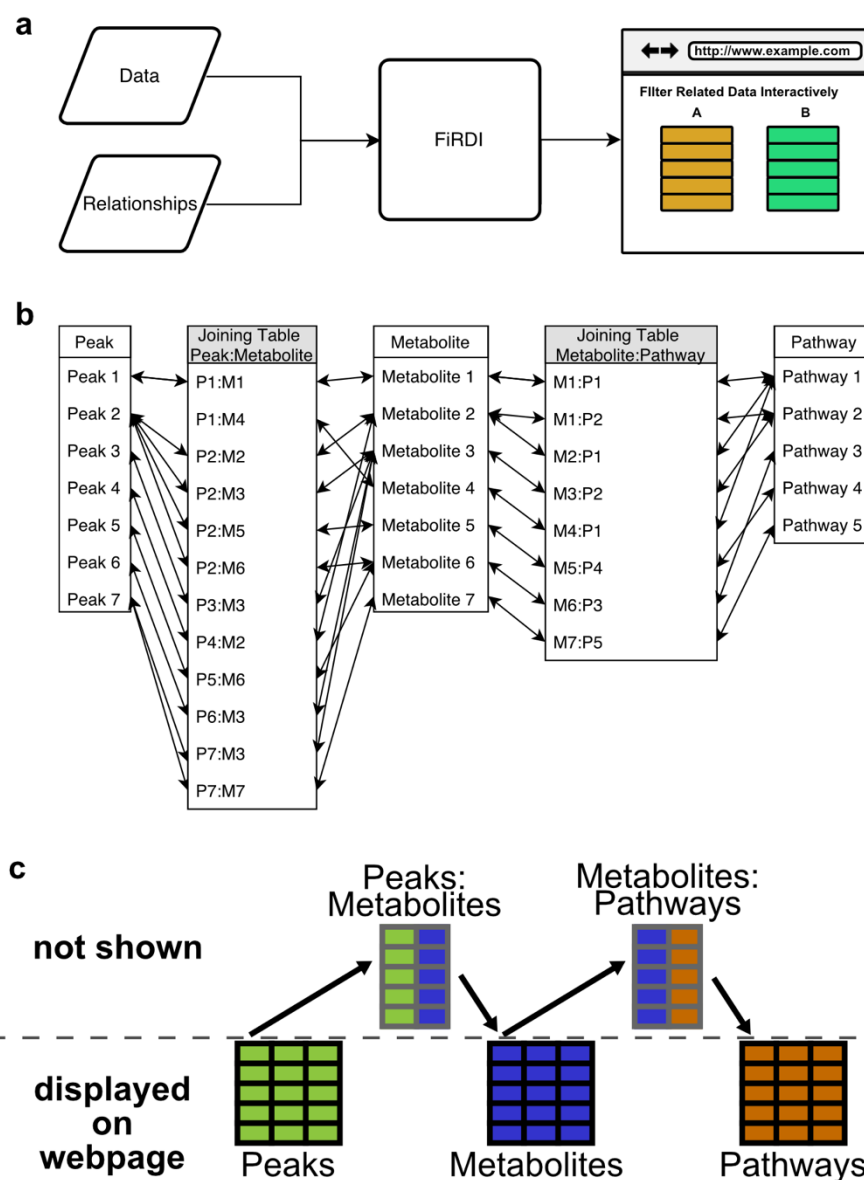 a
Data
Relationships
FiRDI
http://www.example.com
FIlter Related Data Interactively
A B
b
Peak
Peak 1
Peak 2
Peak 3
Peak 4
Peak 5
Peak 6
Peak 7
Joining Table
Peak:Metabolite
P1:M1
P1:M4
P2:M2
P2:M3
P2:M5
P2:M6
P3:M3
P4:M2
P5:M6
P6:M3
P7:M3
P7:M7
Metabolite
Metabolite 1
Metabolite 2
Metabolite 3
Metabolite 4
Metabolite 5
Metabolite 6
Metabolite 7
Joining Table
Metabolite:Pathway
M1:P1
M1:P2
M2:P1
M3:P2
M4:P1
M5:P4
M6:P3
M7:P5
Pathway
Pathway 1
Pathway 2
Pathway 3
Pathway 4
Pathway 5
c
not shown
Peaks:
Metabolites
Metabolites:
Pathways
displayed
on
webpage
Peaks
Metabolites
Pathways